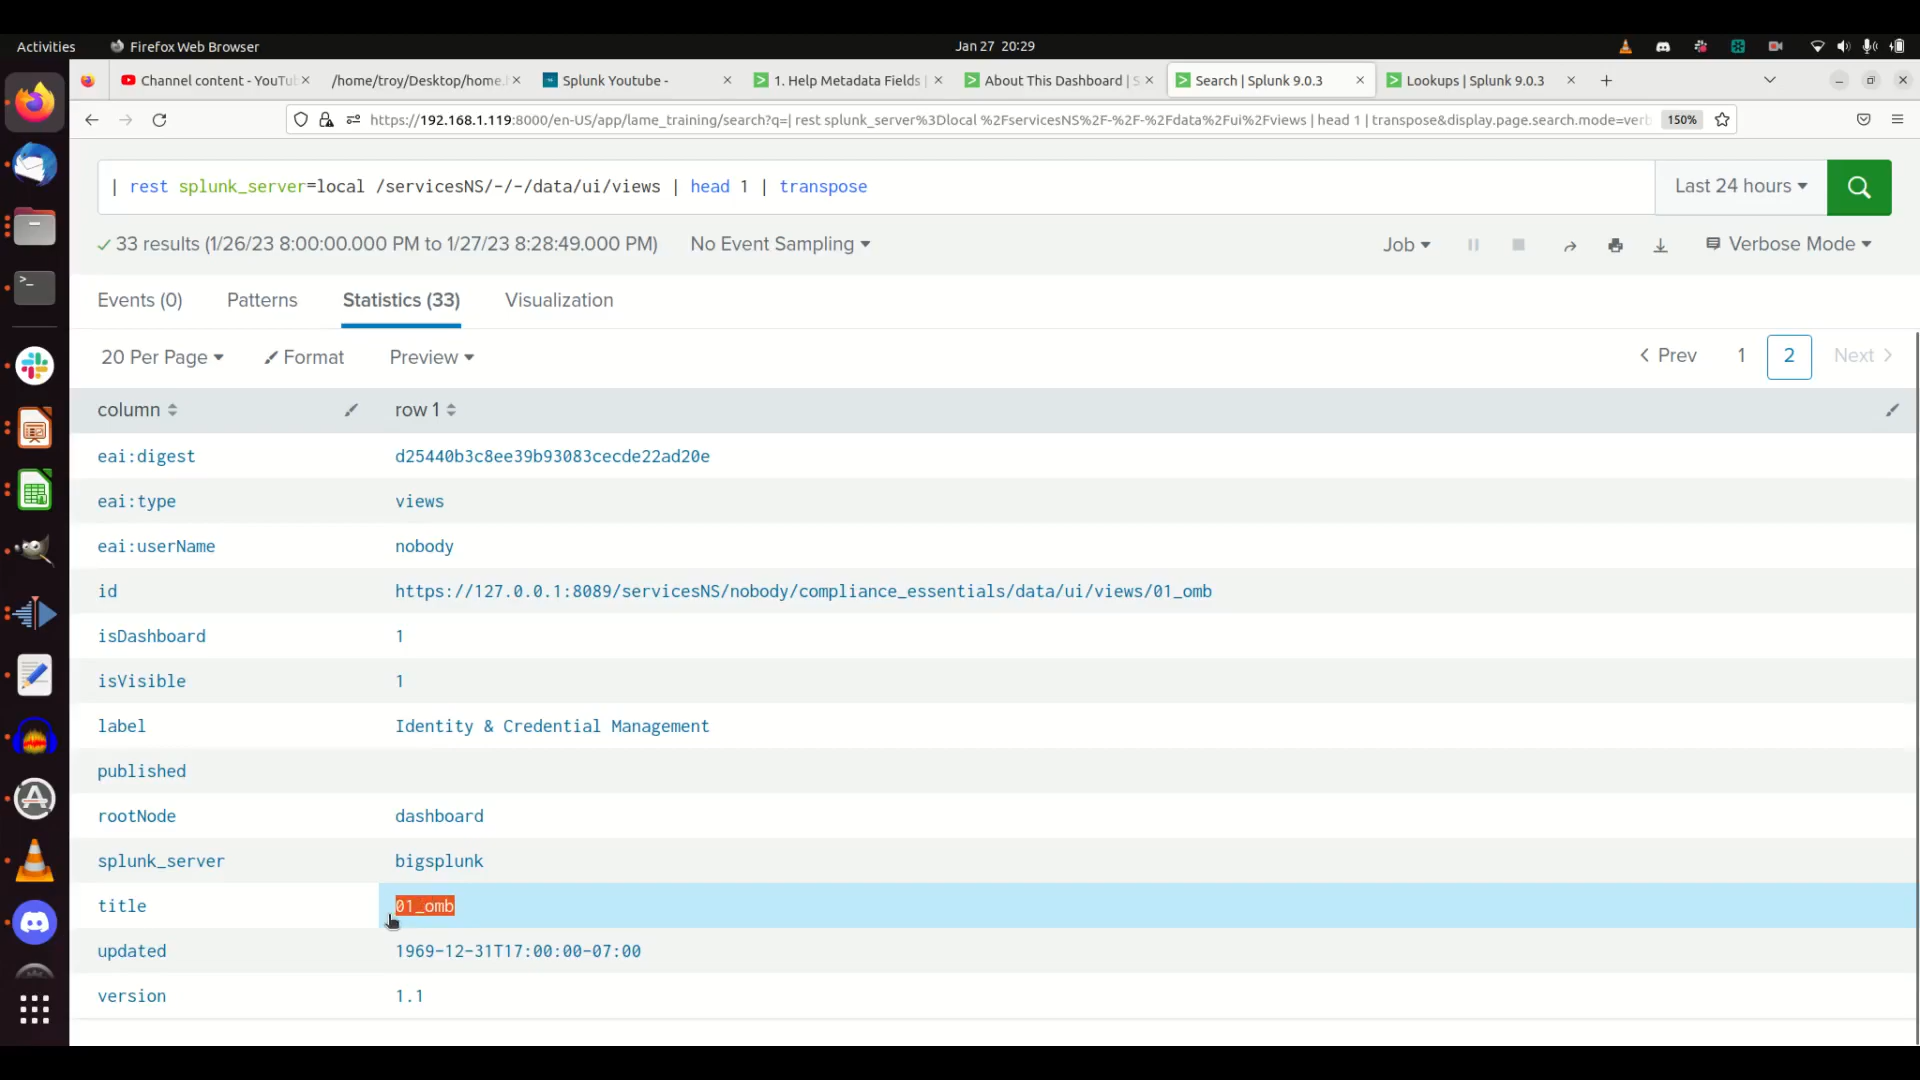 Activities Firefox Web Browser Jan 27 20:29
Channel content - YouTu /home/troy/Desktop/home. Splunk Youtube - 1. Help Metadata Fields | About This Dashboard | S Search | Splunk 9.0.3 Lookups | Splunk 9.0.3
https://192.168.1.119:8000/en-US/app/lame_training/search?q=| rest splunk_server%3Dlocal %2FservicesNS%2F-%2F-%2Fdata%2Fui%2Fviews | head 1 | transpose&display.page.search.mode=verb 150%
| rest splunk_server=local /servicesNS/-/-/data/ui/views | head 1 | transpose Last 24 hours
33 results (1/26/23 8:00:00.000 PM to 1/27/23 8:28:49.000 PM) No Event Sampling Job Verbose Mode
Events (0) Patterns Statistics (33) Visualization
20 Per Page Format Preview < Prev 1 2 Next >
column row 1
eai:digest d25440b3c8ee39b93083cecde22ad20e
eai:type views
eai:userName nobody
id https://127.0.0.1:8089/servicesNS/nobody/compliance_essentials/data/ui/views/01_omb
isDashboard 1
isVisible 1
label Identity & Credential Management
published
rootNode dashboard
splunk_server bigsplunk
title 01_omb
updated 1969-12-31T17:00:00-07:00
version 1.1